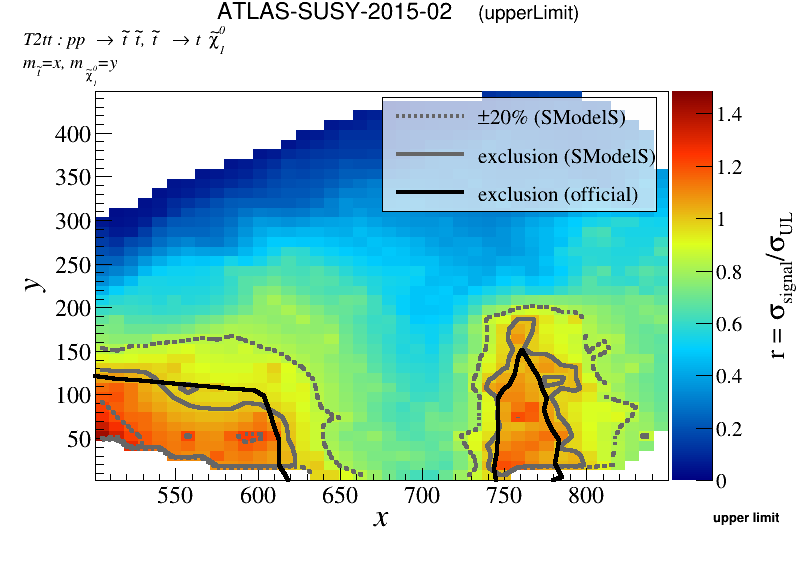 ATLAS-SUSY-2015-02 (upperLimit)
T2tt : pp → t̃ t̃, t̃ → t χ̃⁰₁
m_t̃=x, m_χ̃⁰₁=y
±20% (SModelS)
exclusion (SModelS)
exclusion (official)
400
350
300
250
200
150
100
50
y
550
600
650
700
750
800
x
1.4
1.2
1
0.8
0.6
0.4
0.2
0
r = σ_signal/σ_UL
upper limit